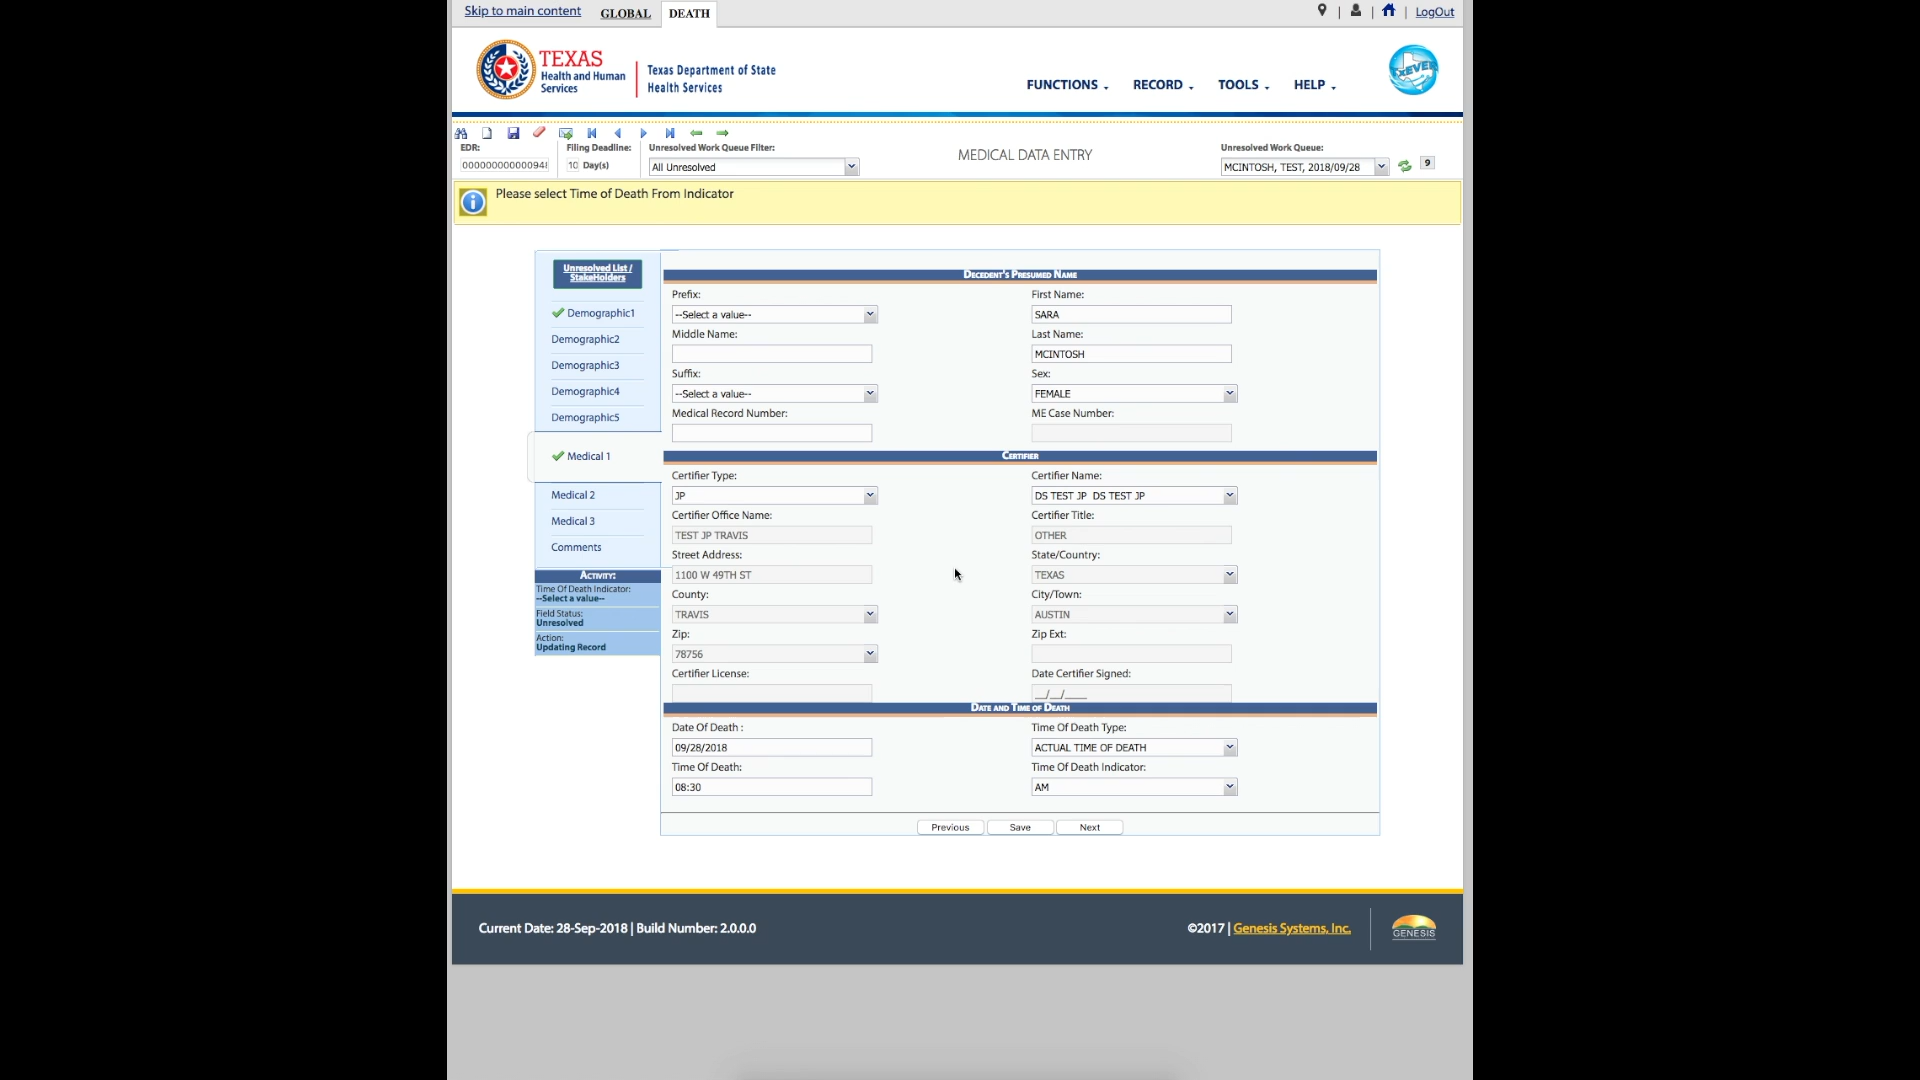 Skip to main content GLOBAL DEATH | | | LogOut
TEXAS
Health and Human
Services
Texas Department of State
Health Services
FUNCTIONS RECORD TOOLS HELP
TxEVER
EDR: Filing Deadline: Unresolved Work Queue Filter: MEDICAL DATA ENTRY Unresolved Work Queue:
10 Day(s) All Unresolved MCINTOSH, TEST, 2018/09/28 9
Please select Time of Death From Indicator
Unresolved List /
StakeHolders
Demographic1
Demographic2
Demographic3
Demographic4
Demographic5
Medical 1
Medical 2
Medical 3
Comments
Activity:
Time Of Death Indicator:
--Select a value--
Field Status:
Unresolved
Action:
Updating Record
Decedent's Presumed Name
Prefix: First Name:
--Select a value-- SARA
Middle Name: Last Name:
MCINTOSH
Suffix: Sex:
--Select a value-- FEMALE
Medical Record Number: ME Case Number:
Certifier
Certifier Type: Certifier Name:
JP DS TEST JP DS TEST JP
Certifier Office Name: Certifier Title:
TEST JP TRAVIS OTHER
Street Address: State/Country:
1100 W 49TH ST TEXAS
County: City/Town:
TRAVIS AUSTIN
Zip: Zip Ext:
78756
Certifier License: Date Certifier Signed:
__/__/____
Date and Time of Death
Date Of Death : Time Of Death Type:
09/28/2018 ACTUAL TIME OF DEATH
Time Of Death: Time Of Death Indicator:
08:30 AM
Previous Save Next
Current Date: 28-Sep-2018 | Build Number: 2.0.0.0 ©2017 | Genesis Systems, Inc.
GENESIS